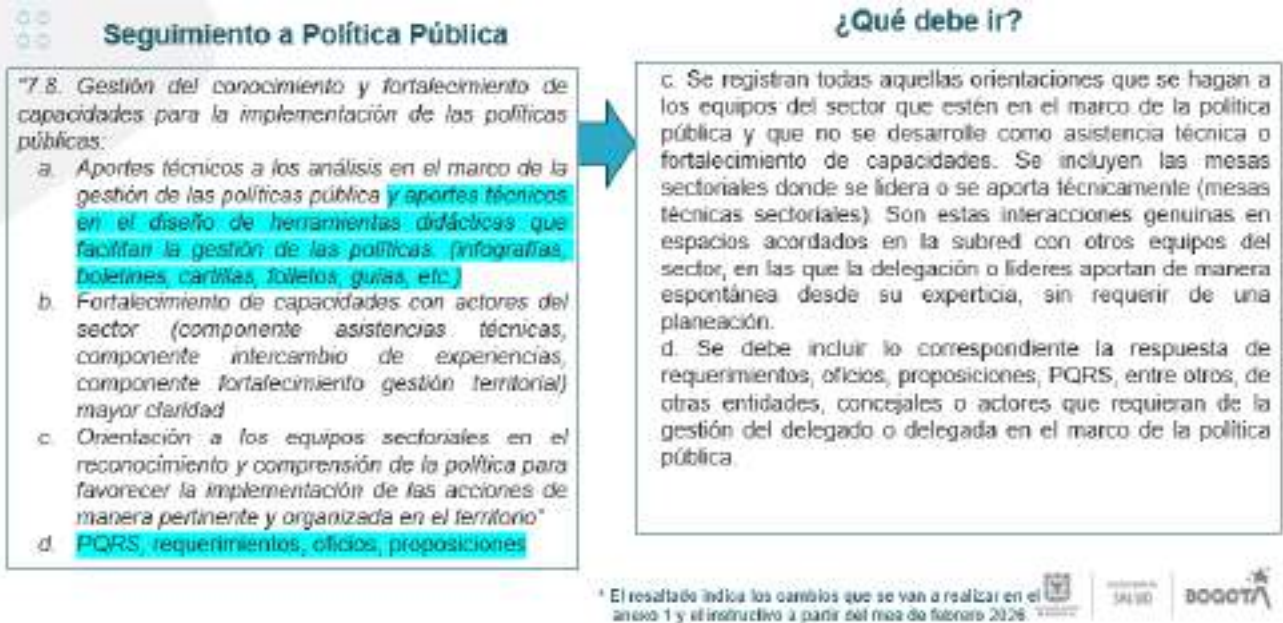 Seguimiento a Política Pública
"7.8. Gestión del conocimiento y fortalecimiento de
capacidades para la implementación de las políticas
públicas:
a. Aportes técnicos a los análisis en el marco de la
gestión de las políticas pública y aportes técnicos
en el diseño de herramientas didácticas que
facilitan la gestión de las políticas. (infografías,
boletines, cartillas, folletos, guías, etc.)
b. Fortalecimiento de capacidades con actores del
sector (componente asistencias técnicas,
componente intercambio de experiencias,
componente fortalecimiento gestión territorial)
mayor claridad
c. Orientación a los equipos sectoriales en el
reconocimiento y comprensión de la política para
favorecer la implementación de las acciones de
manera pertinente y organizada en el territorio"
d. PQRS, requerimientos, oficios, proposiciones
¿Qué debe ir?
c. Se registran todas aquellas orientaciones que se hagan a
los equipos del sector que estén en el marco de la política
pública y que no se desarrolle como asistencia técnica o
fortalecimiento de capacidades. Se incluyen las mesas
sectoriales donde se lidera o se aporta técnicamente (mesas
técnicas sectoriales). Son estas interacciones genuinas en
espacios acordados en la subred con otros equipos del
sector, en las que la delegación o líderes aportan de manera
espontánea desde su experticia, sin requerir de una
planeación.
d. Se debe incluir lo correspondiente la respuesta de
requerimientos, oficios, proposiciones, PQRS, entre otros, de
otras entidades, concejales o actores que requieran de la
gestión del delegado o delegada en el marco de la política
pública.
* El resaltado indica los cambios que se van a realizar en el
anexo 1 y el instructivo a partir del mes de febrero 2026.
SALUD
BOGOTÁ